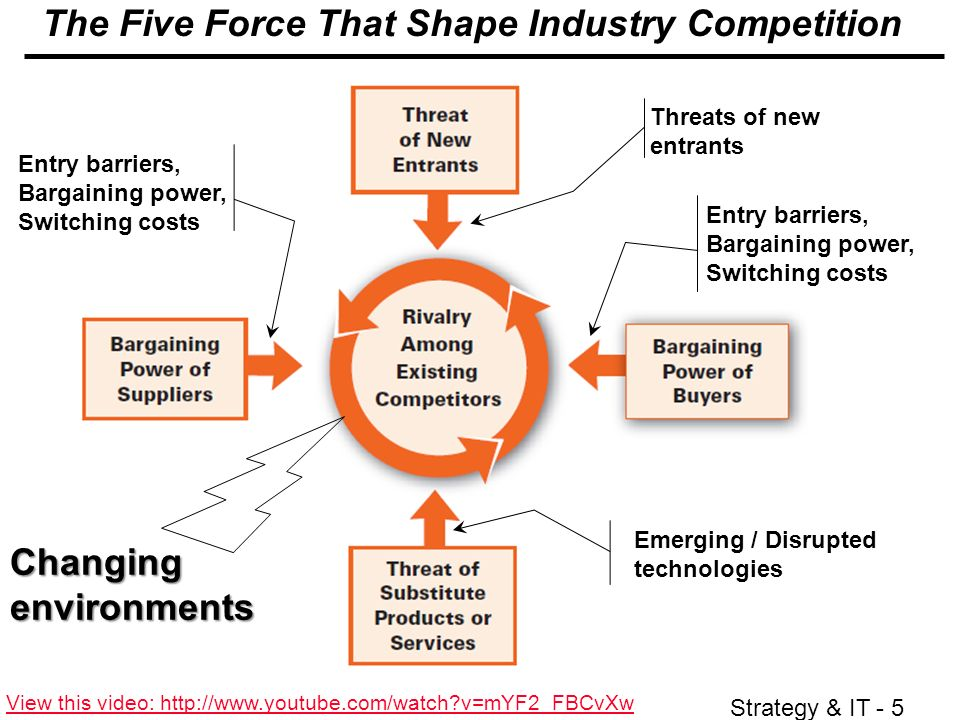 The Five Force That Shape Industry Competition
Threat
of New
Entrants
Threats of new
entrants
Entry barriers,
Bargaining power,
Switching costs
Entry barriers,
Bargaining power,
Switching costs
Bargaining
Power of
Suppliers
Rivalry
Among
Existing
Competitors
Bargaining
Power of
Buyers
Changing
environments
Threat of
Substitute
Products or
Services
Emerging / Disrupted
technologies
View this video: http://www.youtube.com/watch?v=mYF2_FBCvXw
Strategy & IT - 5